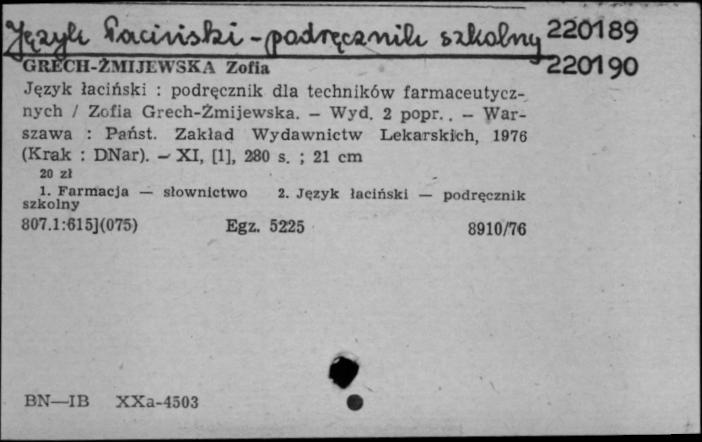 Język łaciński - podręcznik szkolny 220189
GRECH-ŻMIJEWSKA Zofia 220190
Język łaciński : podręcznik dla techników farmaceutycz-
nych / Zofia Grech-Żmijewska. — Wyd. 2 popr.. — War-
szawa : Państ. Zakład Wydawnictw Lekarskich, 1976
(Krak : DNar). — XI, [1], 280 s. ; 21 cm
20 zł
1. Farmacja — słownictwo 2. Język łaciński — podręcznik
szkolny
807.1:615](075) Egz. 5225 8910/76
BN—IB XXa-4503